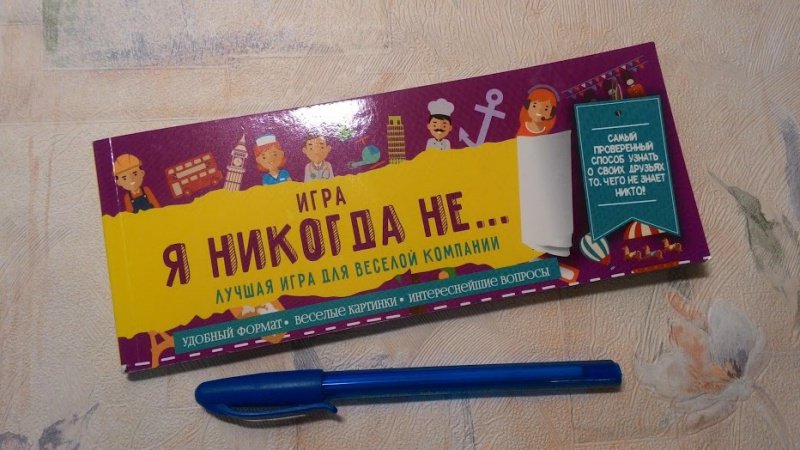 ИГРА
Я НИКОГДА НЕ...
ЛУЧШАЯ ИГРА ДЛЯ ВЕСЕЛОЙ КОМПАНИИ
УДОБНЫЙ ФОРМАТ • ВЕСЕЛЫЕ КАРТИНКИ • ИНТЕРЕСНЕЙШИЕ ВОПРОСЫ
САМЫЙ
ПРОВЕРЕННЫЙ
СПОСОБ УЗНАТЬ
О СВОИХ ДРУЗЬЯХ
ТО, ЧЕГО НЕ ЗНАЕТ
НИКТО!